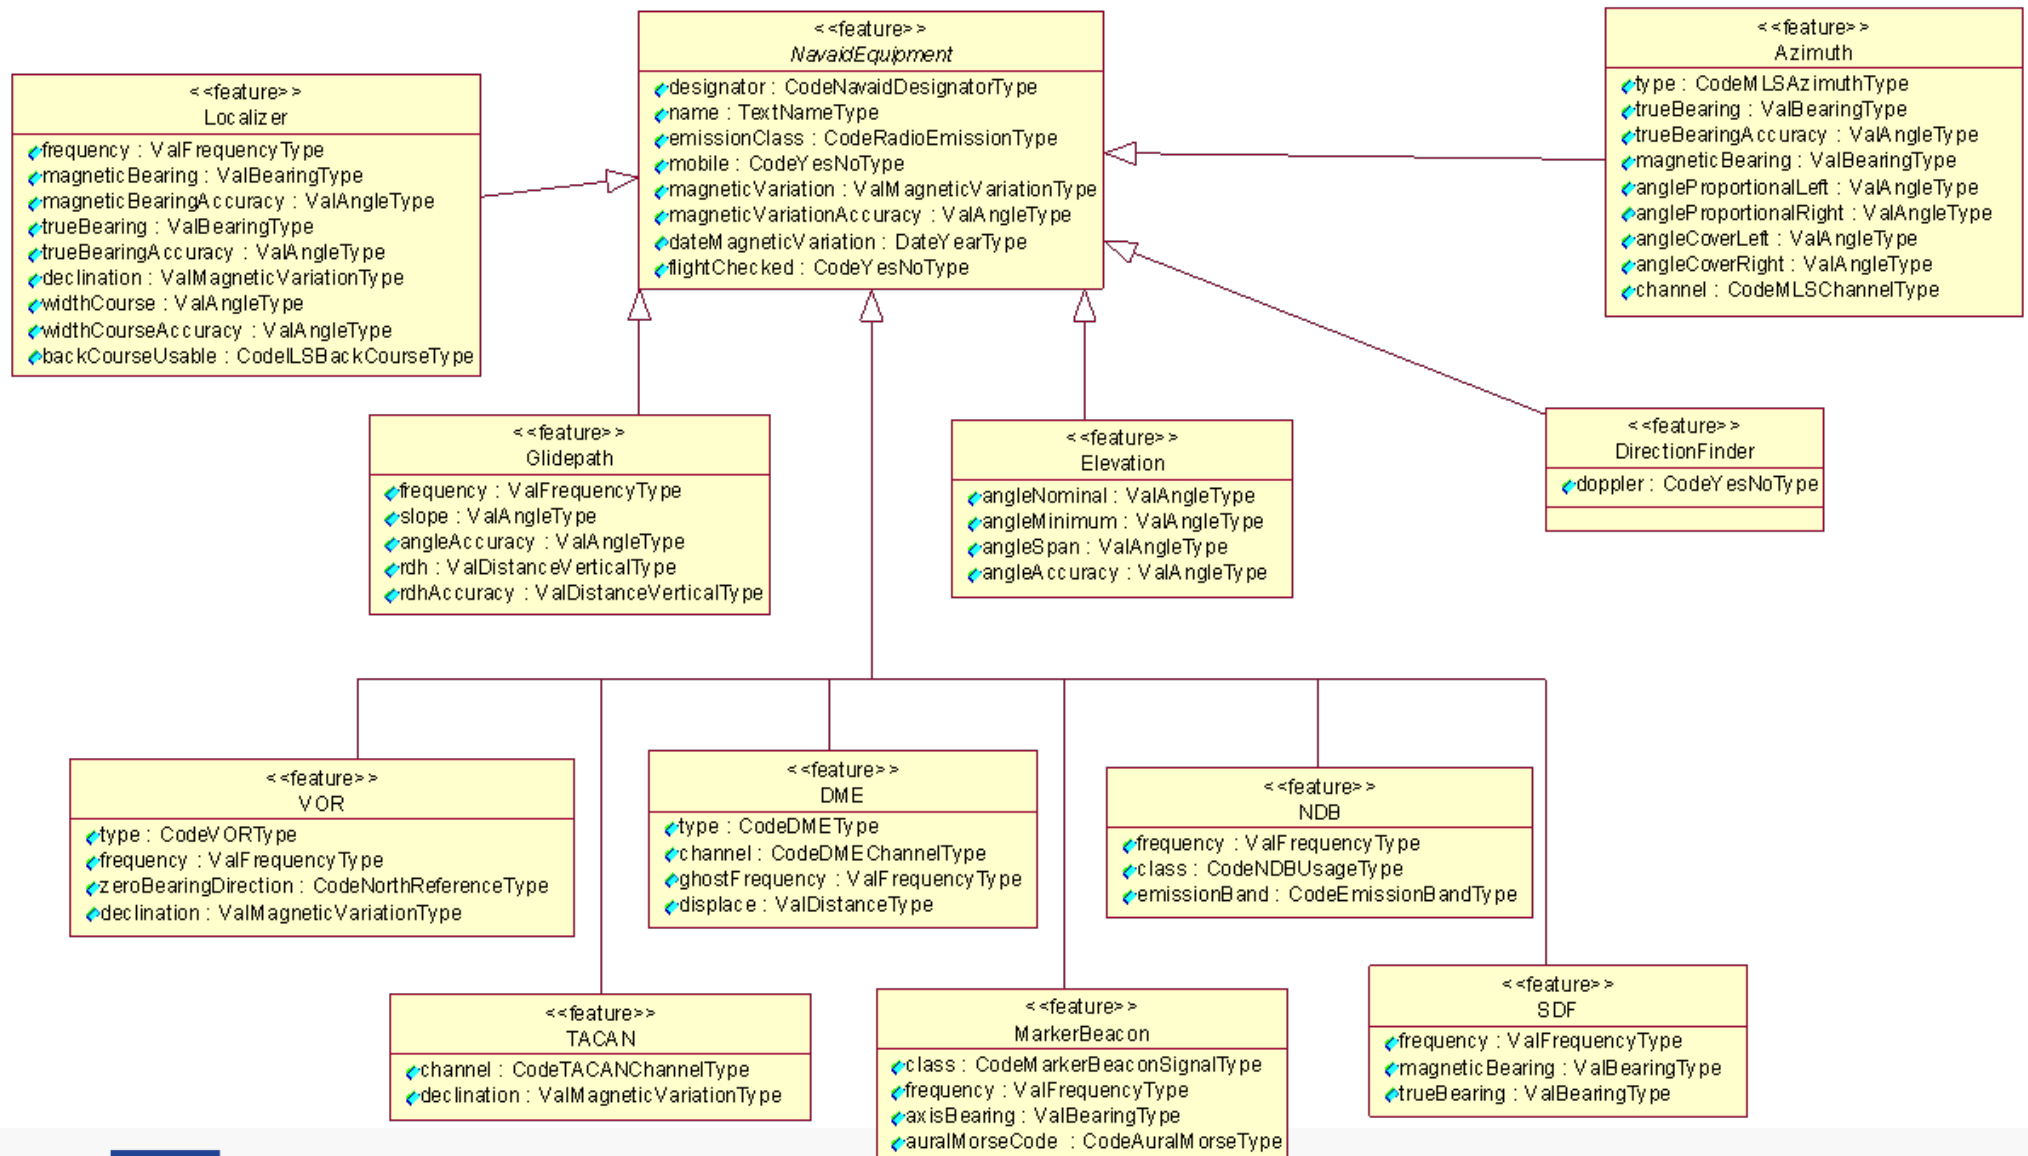 <<feature>>
NavaidEquipment
designator : CodeNavaidDesignatorType
name : TextNameType
emissionClass : CodeRadioEmissionType
mobile : CodeYesNoType
magneticVariation : ValMagneticVariationType
magneticVariationAccuracy : ValAngleType
dateMagneticVariation : DateYearType
flightChecked : CodeYesNoType
<<feature>>
Azimuth
type : CodeMLSAzimuthType
trueBearing : ValBearingType
trueBearingAccuracy : ValAngleType
magneticBearing : ValBearingType
angleProportionalLeft : ValAngleType
angleProportionalRight : ValAngleType
angleCoverLeft : ValAngleType
angleCoverRight : ValAngleType
channel : CodeMLSChannelType
<<feature>>
Localizer
frequency : ValFrequencyType
magneticBearing : ValBearingType
magneticBearingAccuracy : ValAngleType
trueBearing : ValBearingType
trueBearingAccuracy : ValAngleType
declination : ValMagneticVariationType
widthCourse : ValAngleType
widthCourseAccuracy : ValAngleType
backCourseUsable : CodeILSBackCourseType
<<feature>>
Glidepath
frequency : ValFrequencyType
slope : ValAngleType
angleAccuracy : ValAngleType
rdh : ValDistanceVerticalType
rdhAccuracy : ValDistanceVerticalType
<<feature>>
Elevation
angleNominal : ValAngleType
angleMinimum : ValAngleType
angleSpan : ValAngleType
angleAccuracy : ValAngleType
<<feature>>
DirectionFinder
doppler : CodeYesNoType
<<feature>>
VOR
type : CodeVORType
frequency : ValFrequencyType
zeroBearingDirection : CodeNorthReferenceType
declination : ValMagneticVariationType
<<feature>>
DME
type : CodeDMEType
channel : CodeDMEChannelType
ghostFrequency : ValFrequencyType
displace : ValDistanceType
<<feature>>
NDB
frequency : ValFrequencyType
class : CodeNDBUsageType
emissionBand : CodeEmissionBandType
<<feature>>
TACAN
channel : CodeTACANChannelType
declination : ValMagneticVariationType
<<feature>>
MarkerBeacon
class : CodeMarkerBeaconSignalType
frequency : ValFrequencyType
axisBearing : ValBearingType
auralMorseCode : CodeAuralMorseType
<<feature>>
SDF
frequency : ValFrequencyType
magneticBearing : ValBearingType
trueBearing : ValBearingType